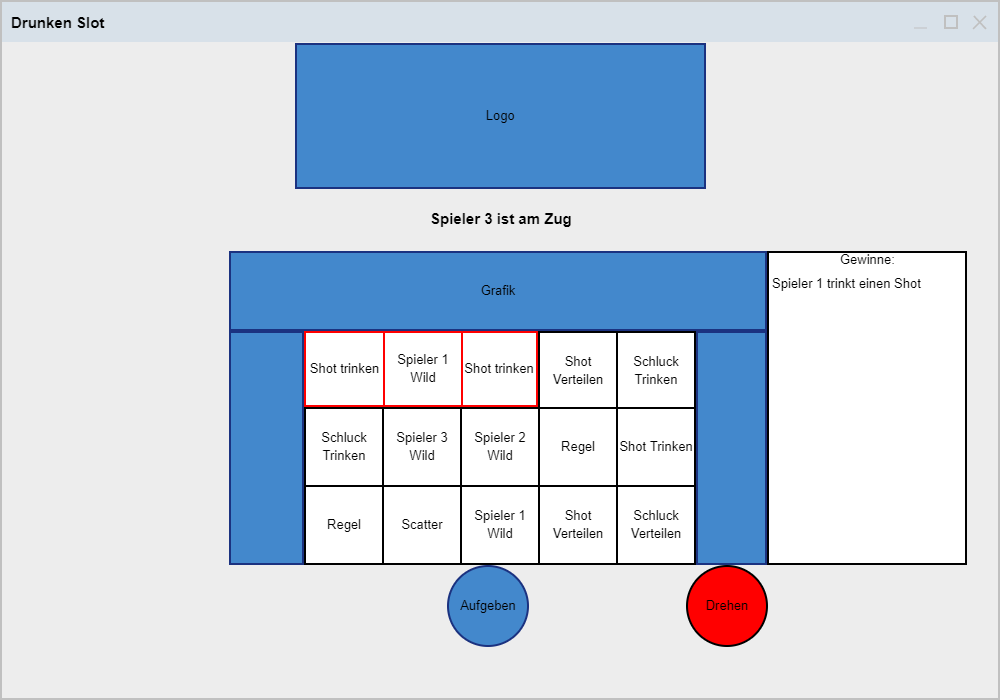 Drunken Slot
Logo
Spieler 3 ist am Zug
Grafik
Gewinne:
Spieler 1 trinkt einen Shot
Shot trinken
Spieler 1
Wild
Shot trinken
Shot
Verteilen
Schluck
Trinken
Schluck
Trinken
Spieler 3
Wild
Spieler 2
Wild
Regel
Shot Trinken
Regel
Scatter
Spieler 1
Wild
Shot
Verteilen
Schluck
Verteilen
Aufgeben
Drehen